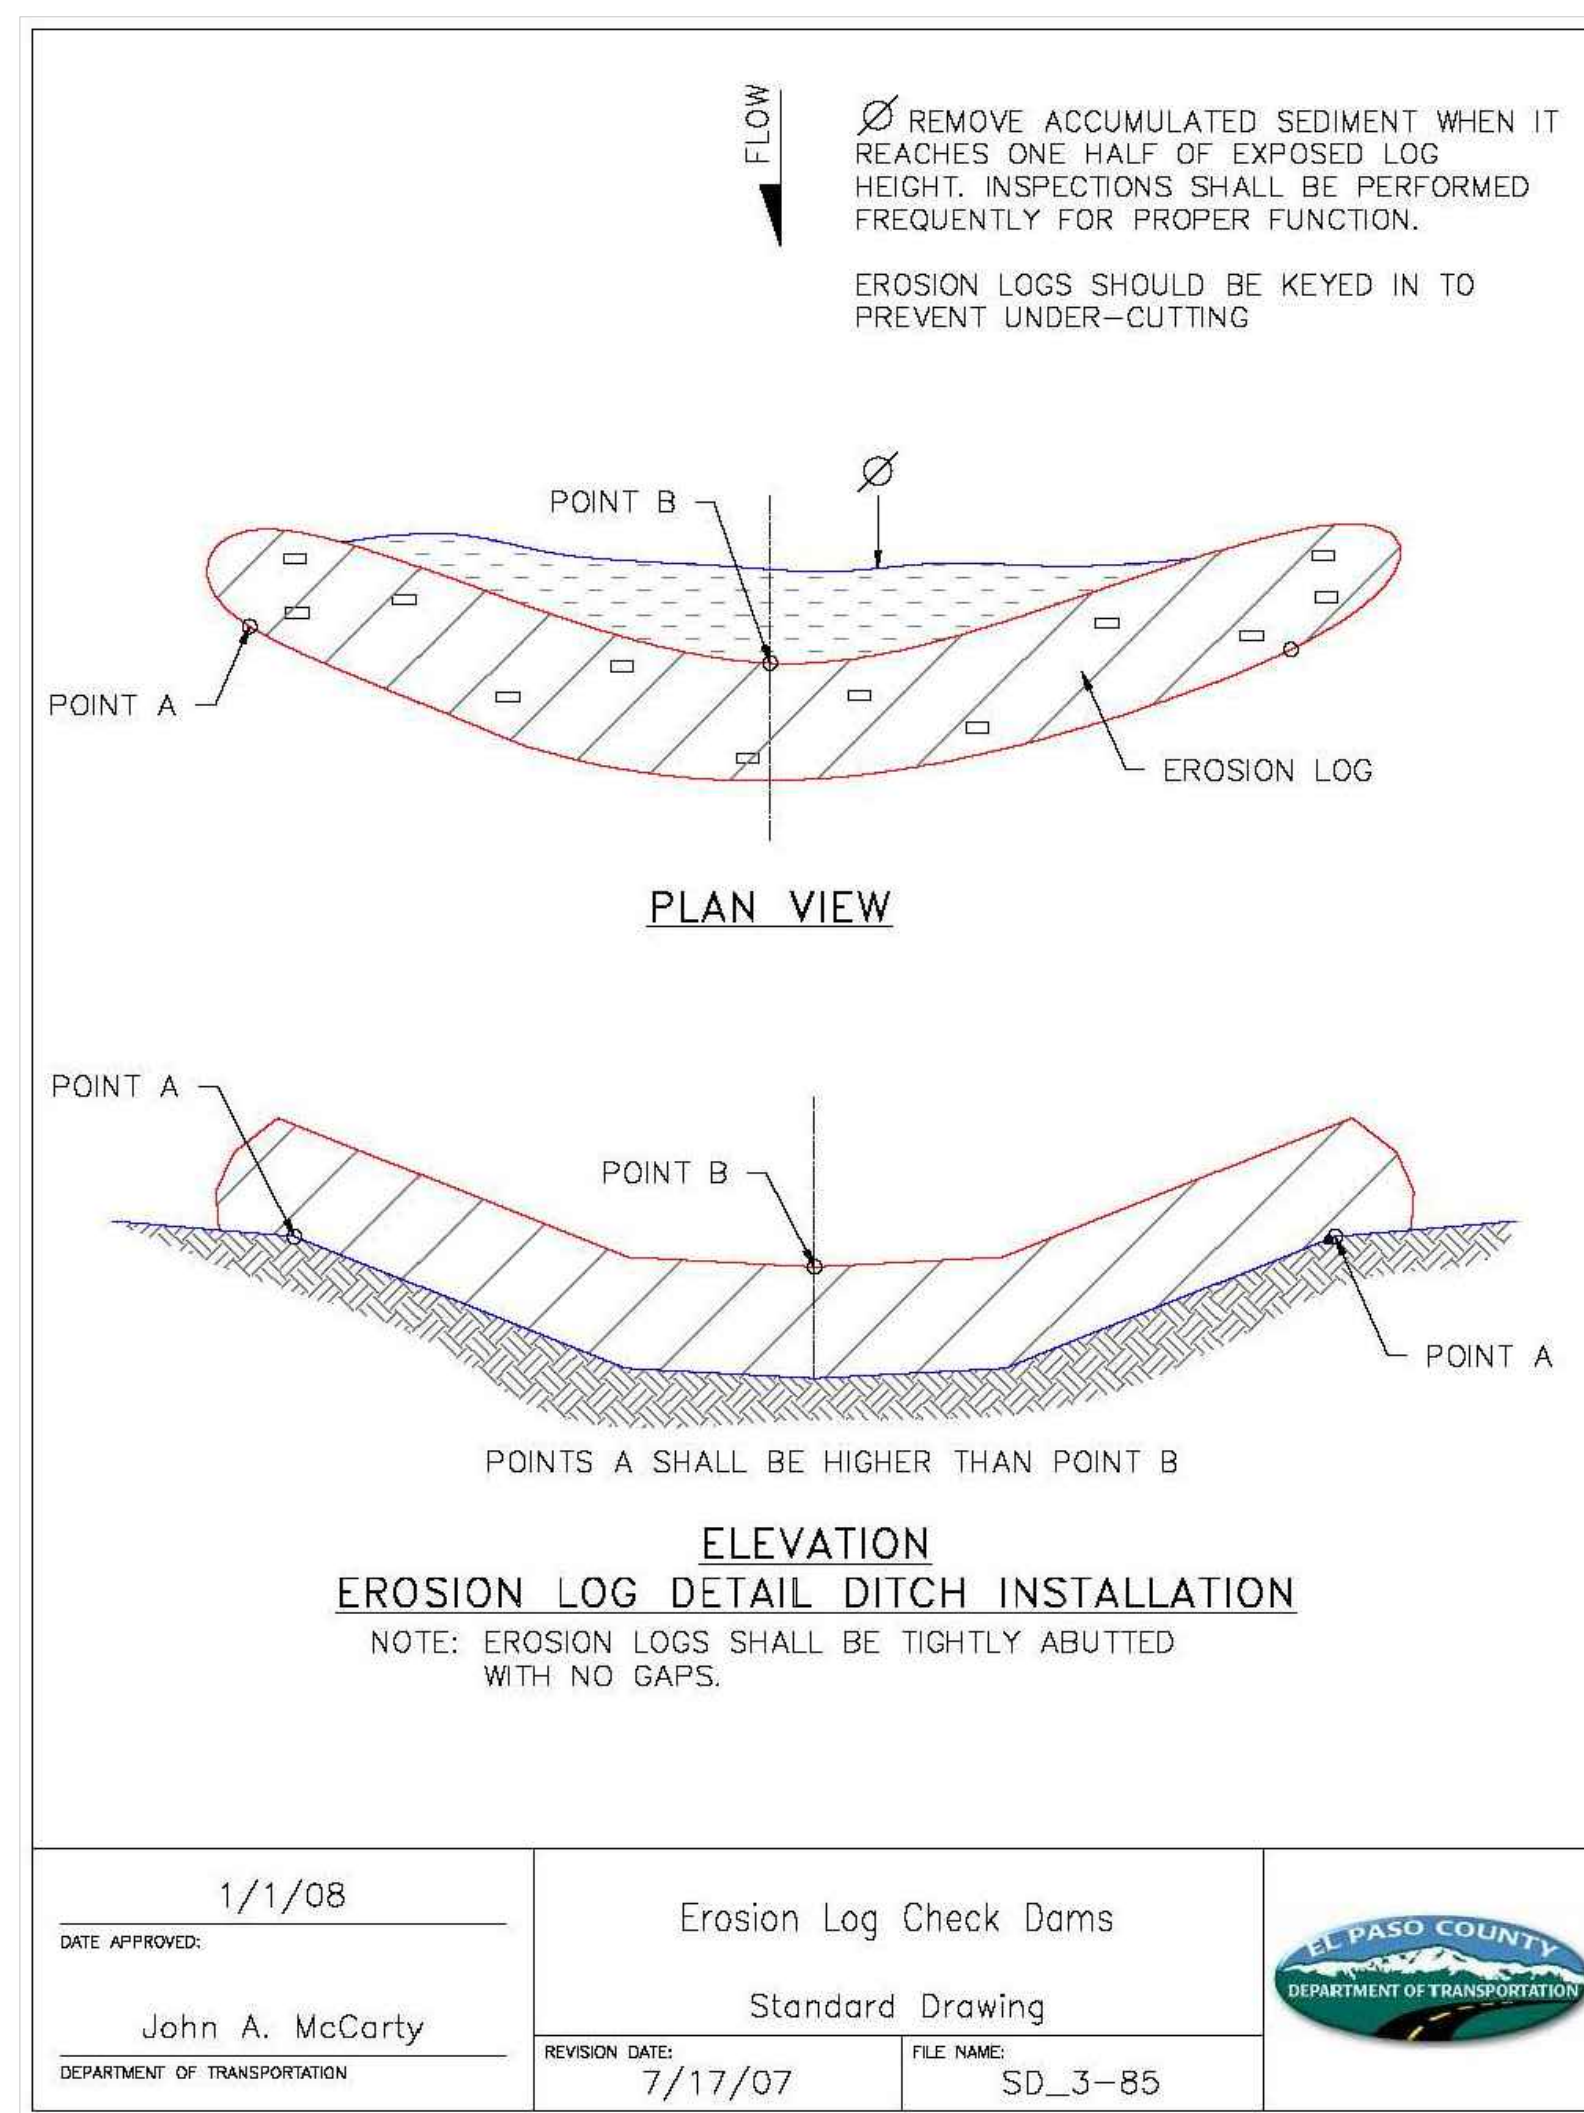 FLOW
Ø REMOVE ACCUMULATED SEDIMENT WHEN IT
REACHES ONE HALF OF EXPOSED LOG
HEIGHT. INSPECTIONS SHALL BE PERFORMED
FREQUENTLY FOR PROPER FUNCTION.
EROSION LOGS SHOULD BE KEYED IN TO
PREVENT UNDER-CUTTING
Ø
POINT B
POINT A
EROSION LOG
PLAN VIEW
POINT A
POINT B
POINT A
POINTS A SHALL BE HIGHER THAN POINT B
ELEVATION
EROSION LOG DETAIL DITCH INSTALLATION
NOTE: EROSION LOGS SHALL BE TIGHTLY ABUTTED
WITH NO GAPS.
1/1/08
DATE APPROVED:
John A. McCarty
DEPARTMENT OF TRANSPORTATION
Erosion Log Check Dams
Standard Drawing
REVISION DATE:
7/17/07
FILE NAME:
SD_3-85
EL PASO COUNTY
DEPARTMENT OF TRANSPORTATION